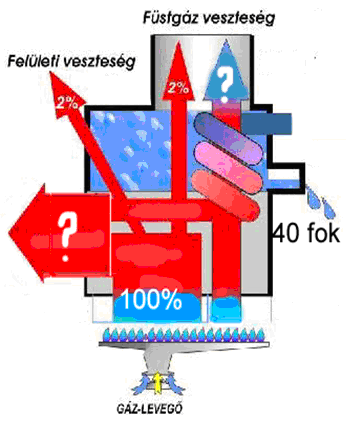 Füstgáz veszteség
Felületi veszteség
2%
2%
?
?
40 fok
100%
GÁZ-LEVEGŐ